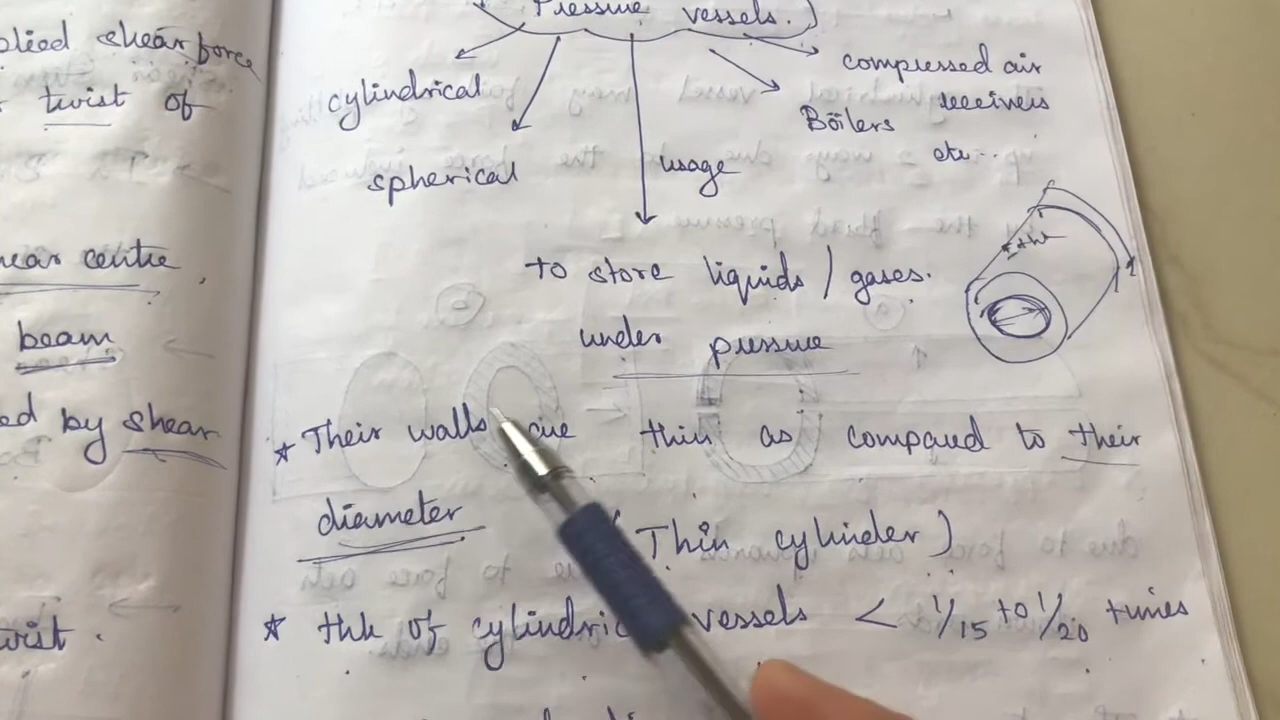 plied shear force
twist of
near centre
beam
ed by shear
wist.
(Pressure vessels.)
cylindrical
spherical
usage
Boilers
compressed air
receivers
etc..
thk
to store liquids / gases.
under pressure
* Their walls are thin as compared to their
diameter (Thin cylinder)
* thk of cylindric vessels < 1/15 to 1/20 times